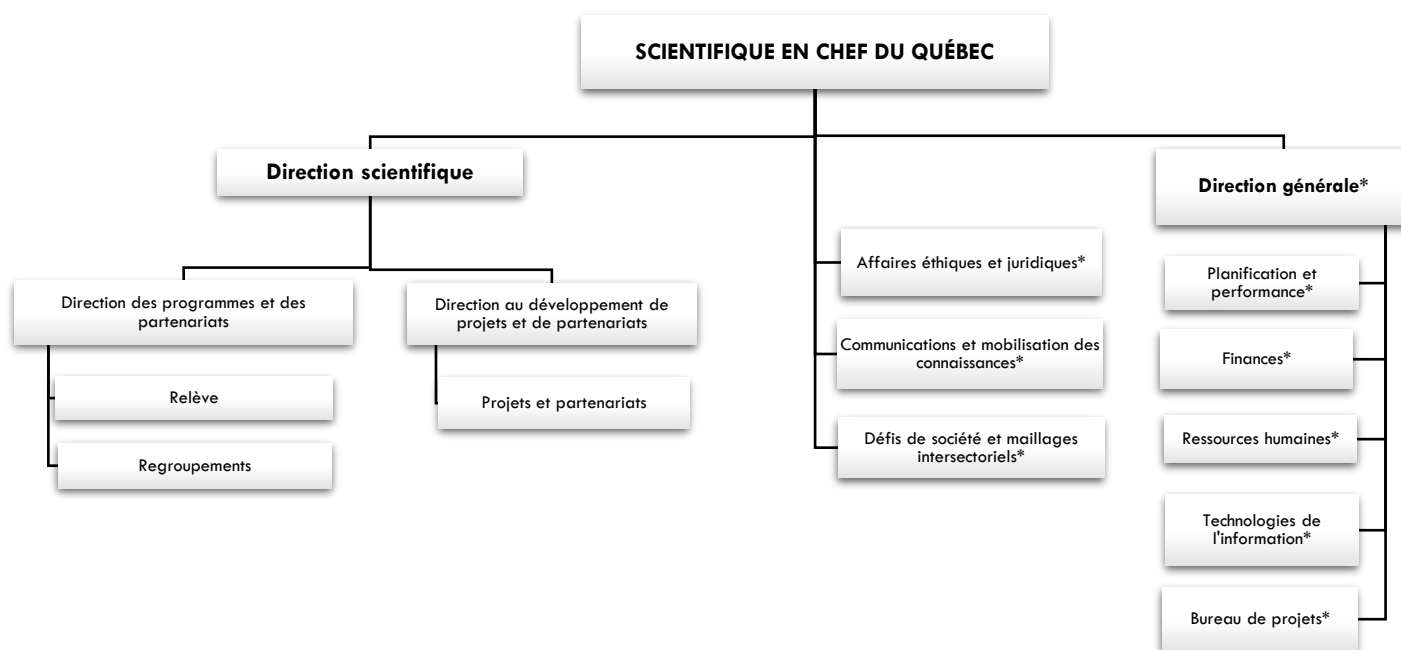 SCIENTIFIQUE EN CHEF DU QUÉBEC
Direction scientifique
Direction générale*
Direction des programmes et des
partenariats
Relève
Regroupements
Direction au développement de
projets et de partenariats
Projets et partenariats
Affaires éthiques et juridiques*
Communications et mobilisation des
connaissances*
Défis de société et maillages
intersectoriels*
Planification et
performance*
Finances*
Ressources humaines*
Technologies de
l'information*
Bureau de projets*